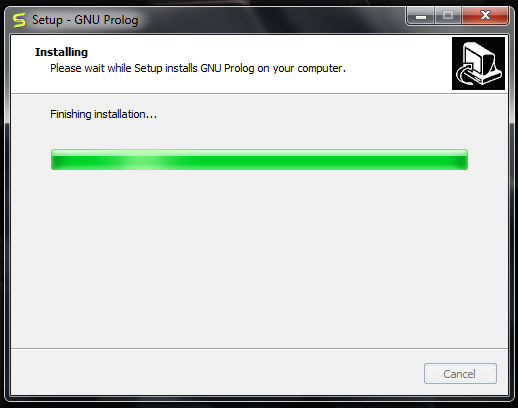 Setup - GNU Prolog
Installing
Please wait while Setup installs GNU Prolog on your computer.
Finishing installation...
Cancel